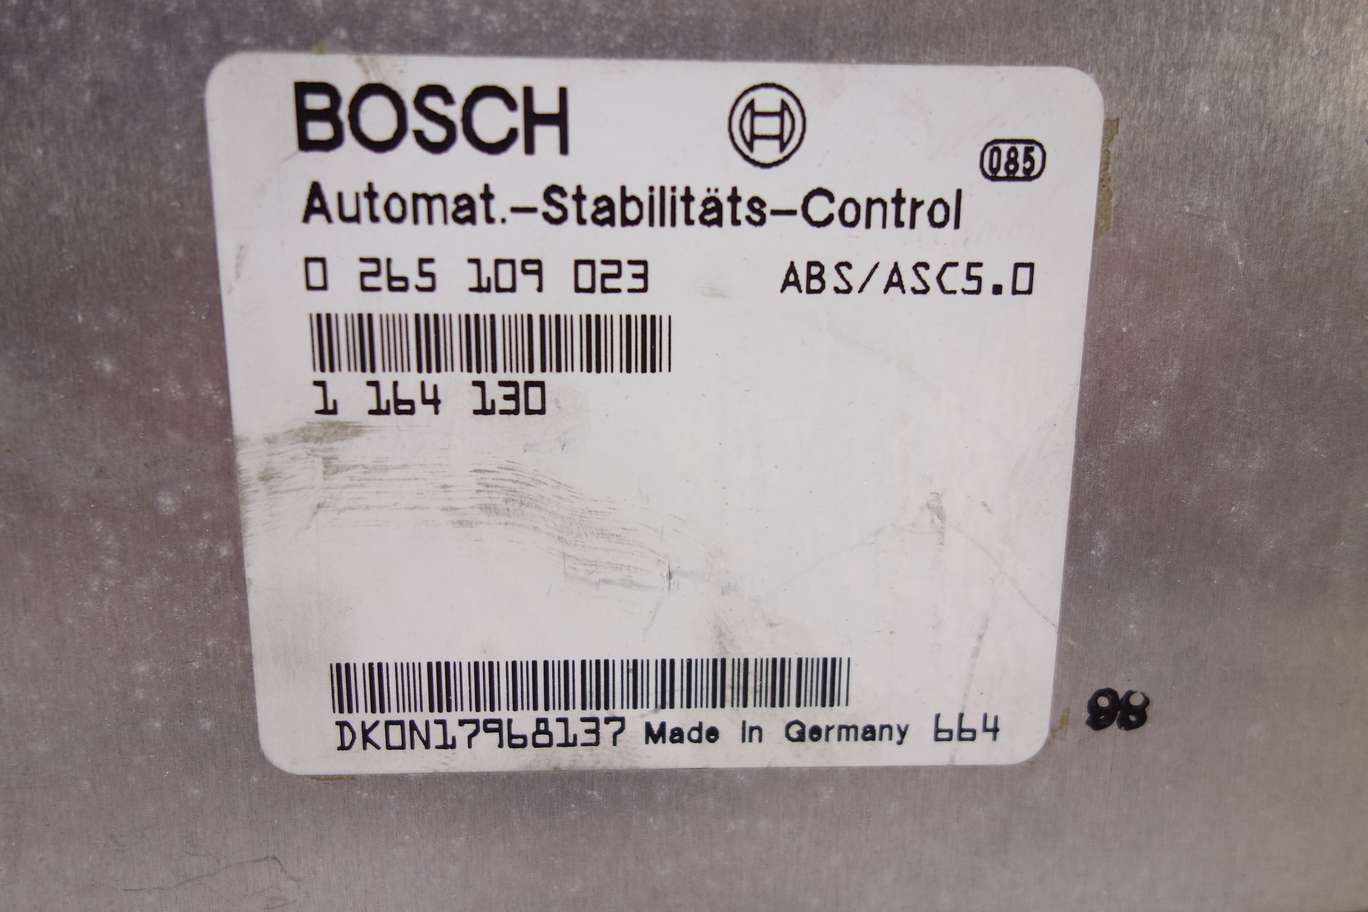 BOSCH
085
Automat.-Stabilitäts-Control
0 265 109 023 ABS/ASC5.0
1 164 130
DK0N17968137 Made in Germany 664
98